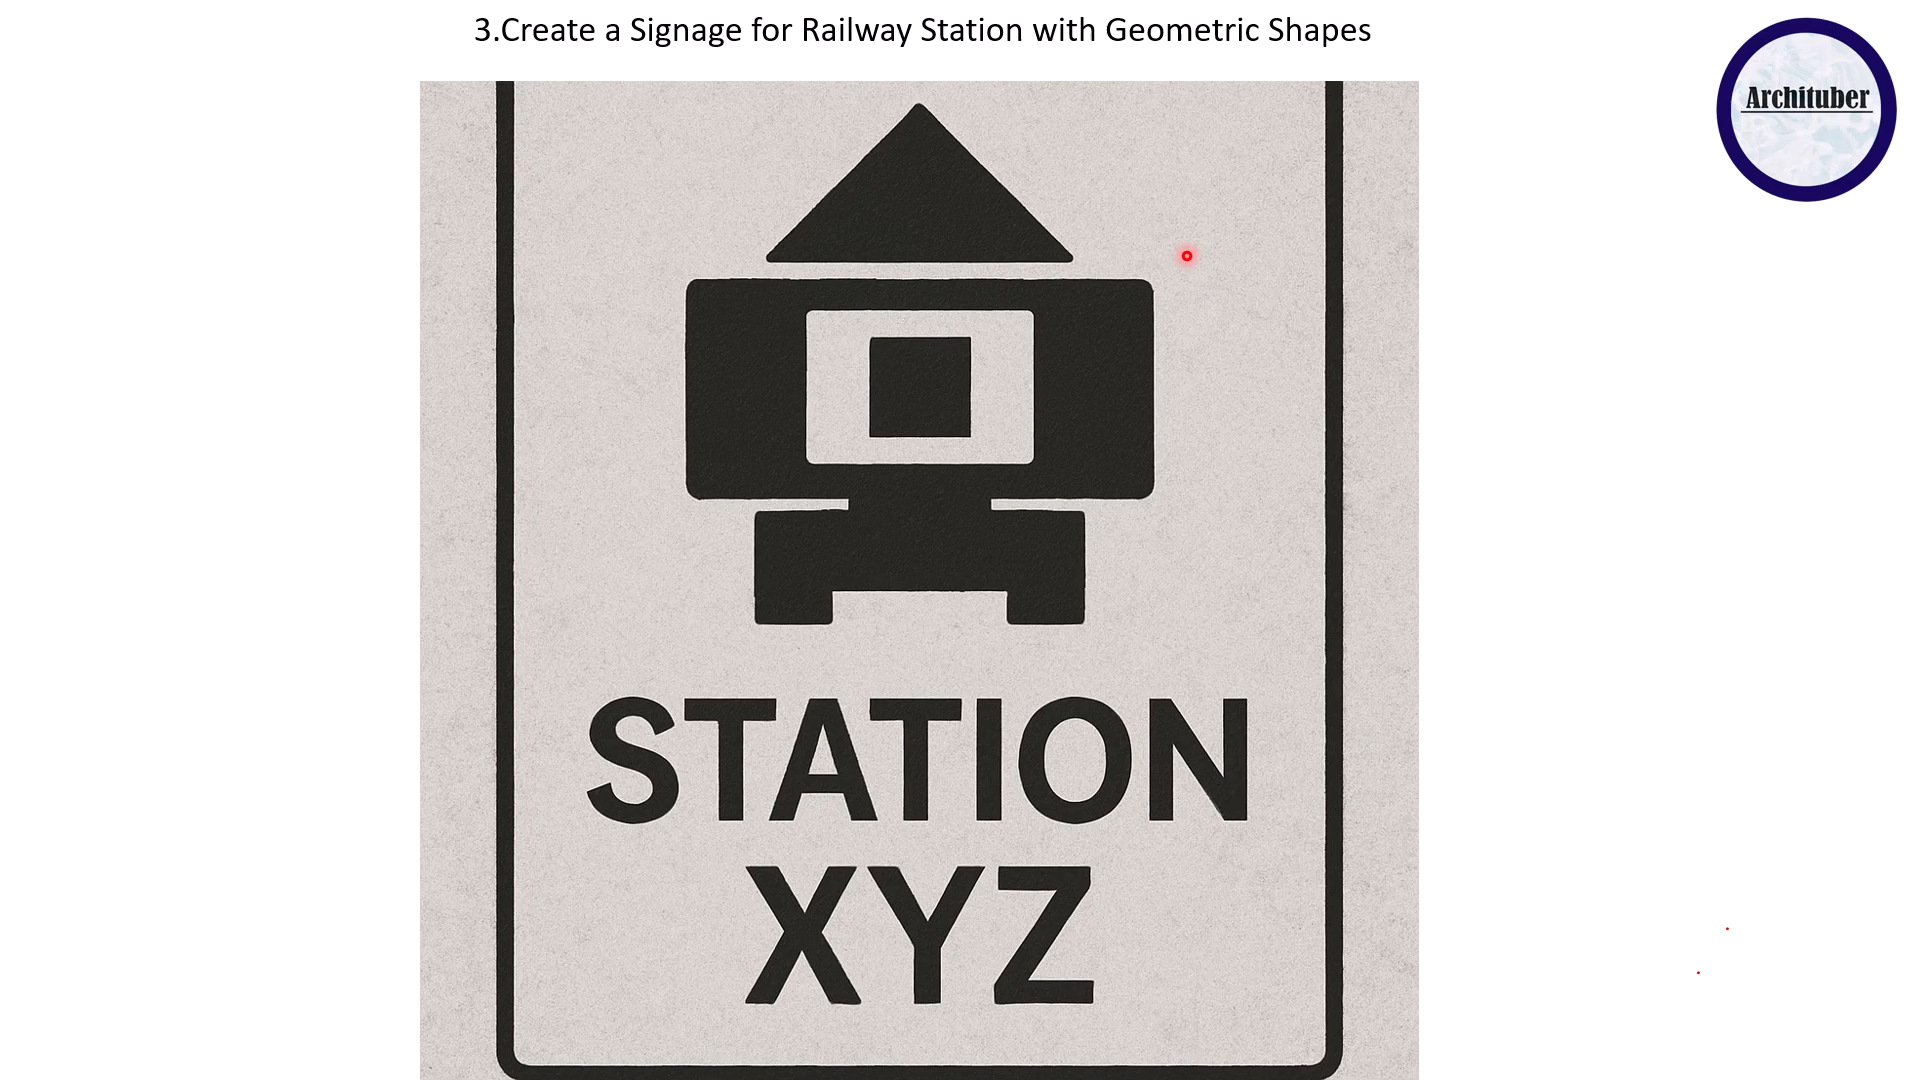 3.Create a Signage for Railway Station with Geometric Shapes
Archituber
STATION
XYZ